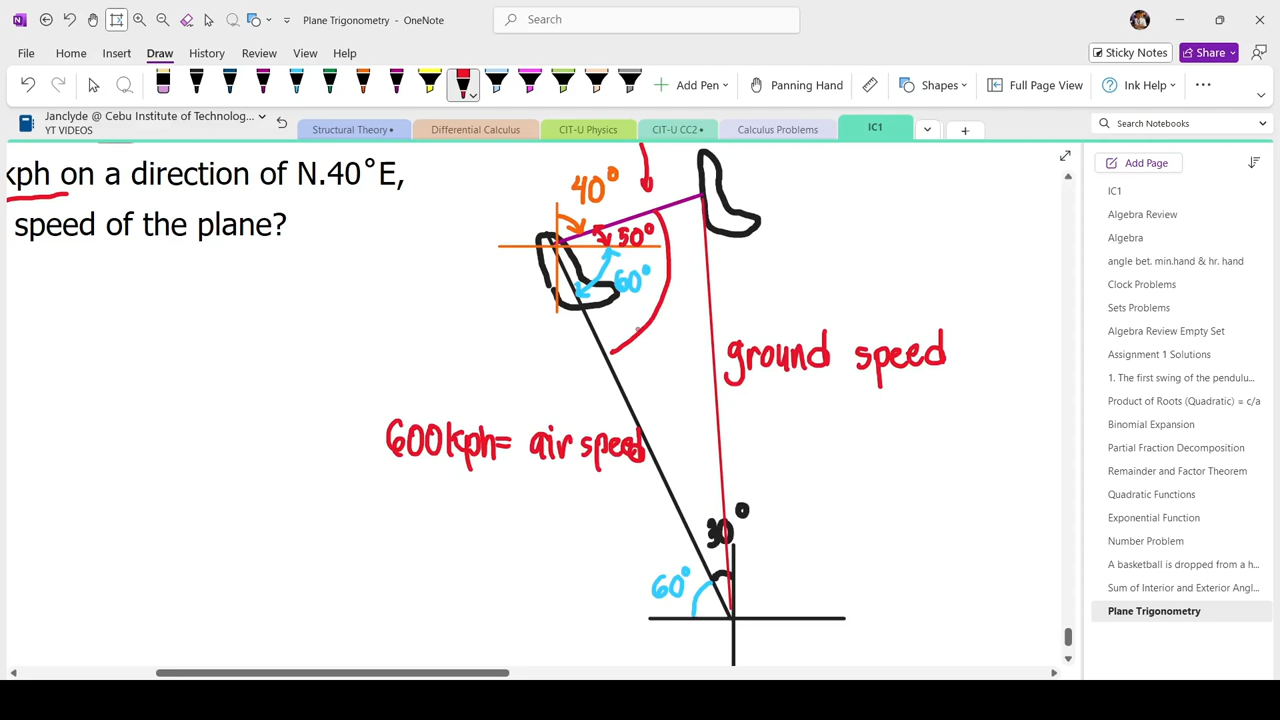 Plane Trigonometry - OneNote
Search
File Home Insert Draw History Review View Help
Sticky Notes
Share
Add Pen
Panning Hand
Shapes
Full Page View
Ink Help
Janclyde @ Cebu Institute of Technolog...
YT VIDEOS
Structural Theory
Differential Calculus
CIT-U Physics
CIT-U CC2
Calculus Problems
IC1
Search Notebooks
Add Page
kph on a direction of N.40°E,
speed of the plane?
40°
50°
60°
ground speed
600kph= air speed
30°
60°
IC1
Algebra Review
Algebra
angle bet. min.hand & hr. hand
Clock Problems
Sets Problems
Algebra Review Empty Set
Assignment 1 Solutions
1. The first swing of the pendulu...
Product of Roots (Quadratic) = c/a
Binomial Expansion
Partial Fraction Decomposition
Remainder and Factor Theorem
Quadratic Functions
Exponential Function
Number Problem
A basketball is dropped from a h...
Sum of Interior and Exterior Angl...
Plane Trigonometry